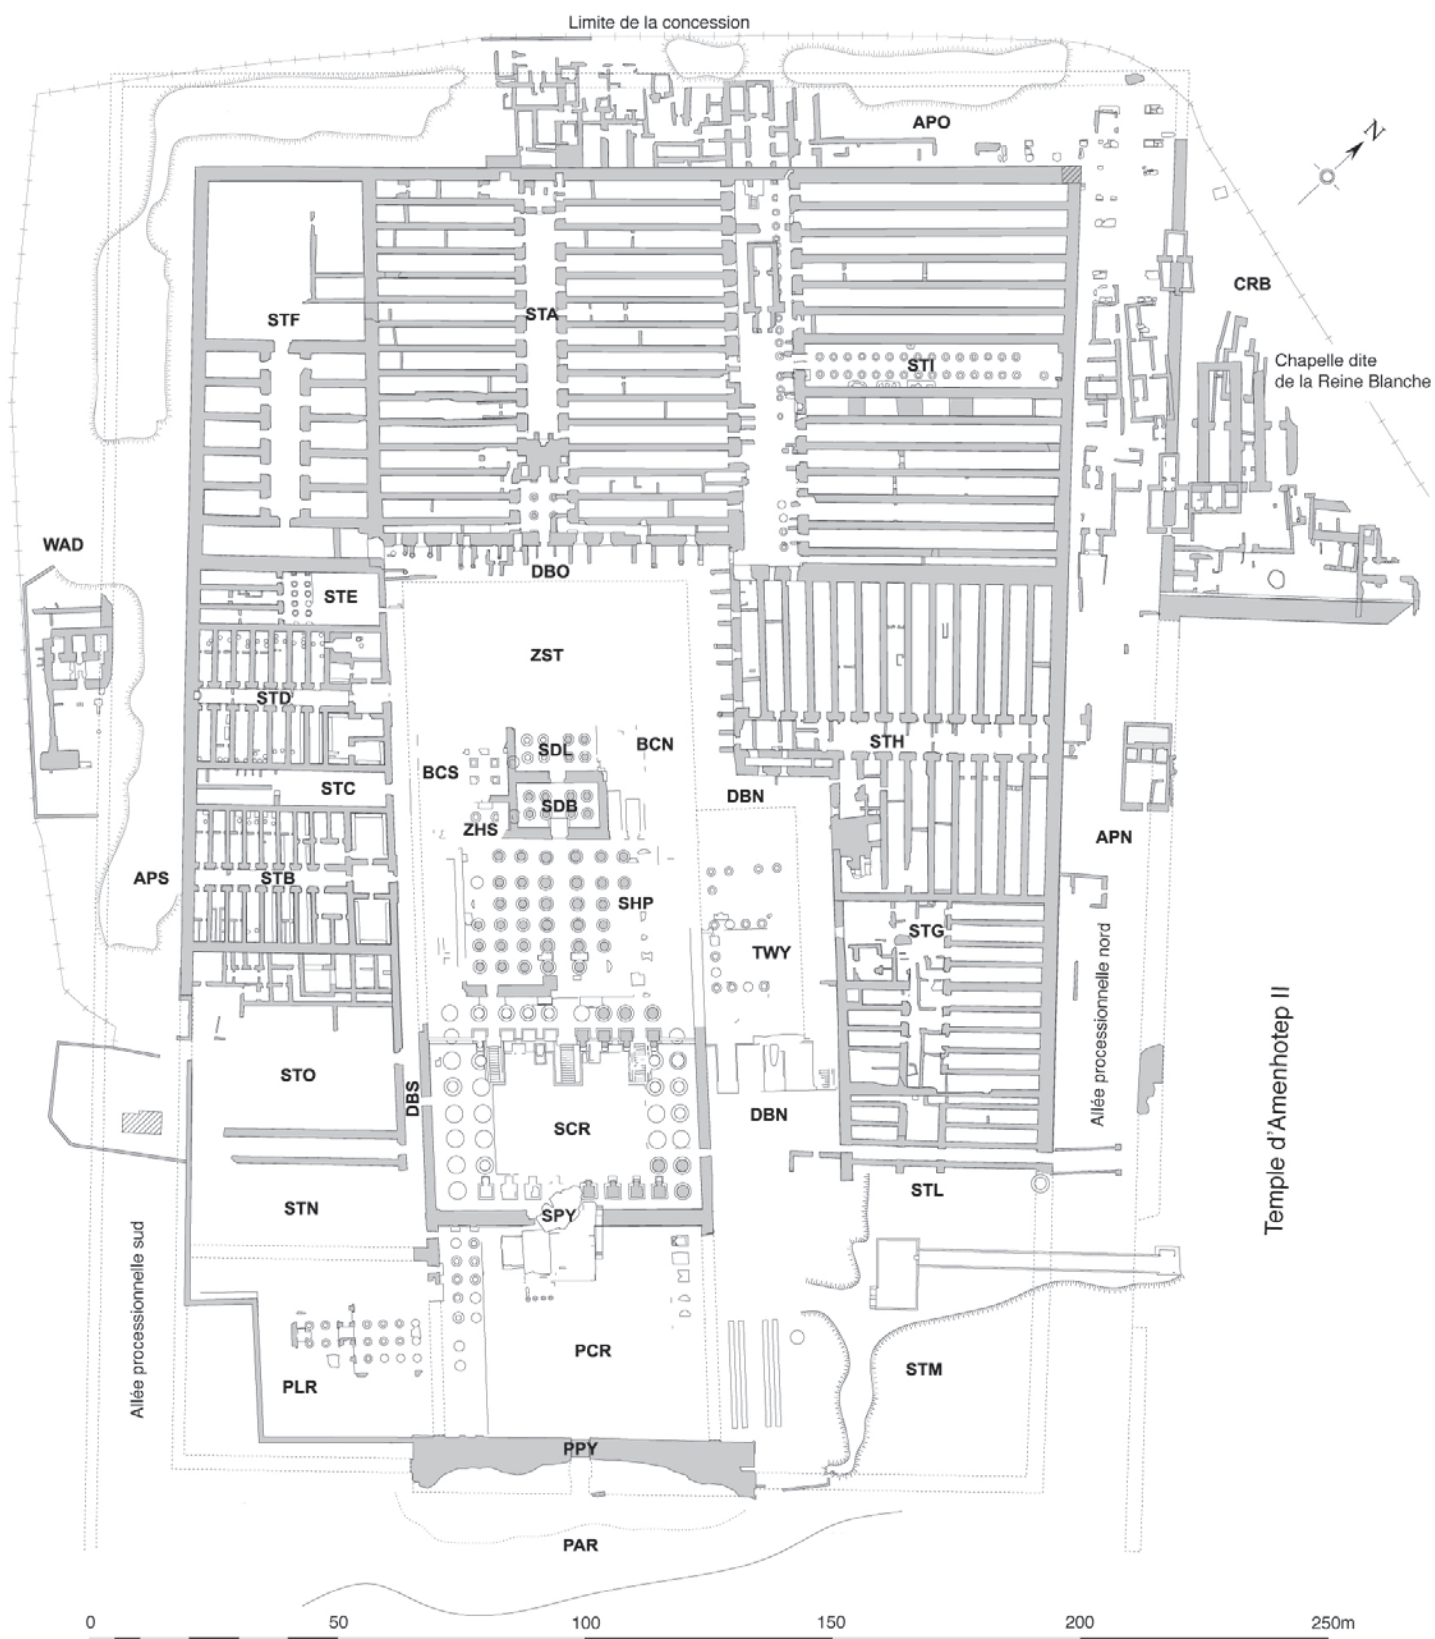 Limite de la concession
APO
N
CRB
STF
STA
STI
Chapelle dite
de la Reine Blanche
WAD
DBO
STE
ZST
STD
STH
BCN
SDL
BCS
STC
DBN
SDB
ZHS
APN
APS
STB
SHP
STG
TWY
Allée processionnelle nord
Temple d'Amenhotep II
STO
DBS
DBN
SCR
STL
STN
SPY
Allée processionnelle sud
PCR
STM
PLR
PPY
PAR
0 50 100 150 200 250m